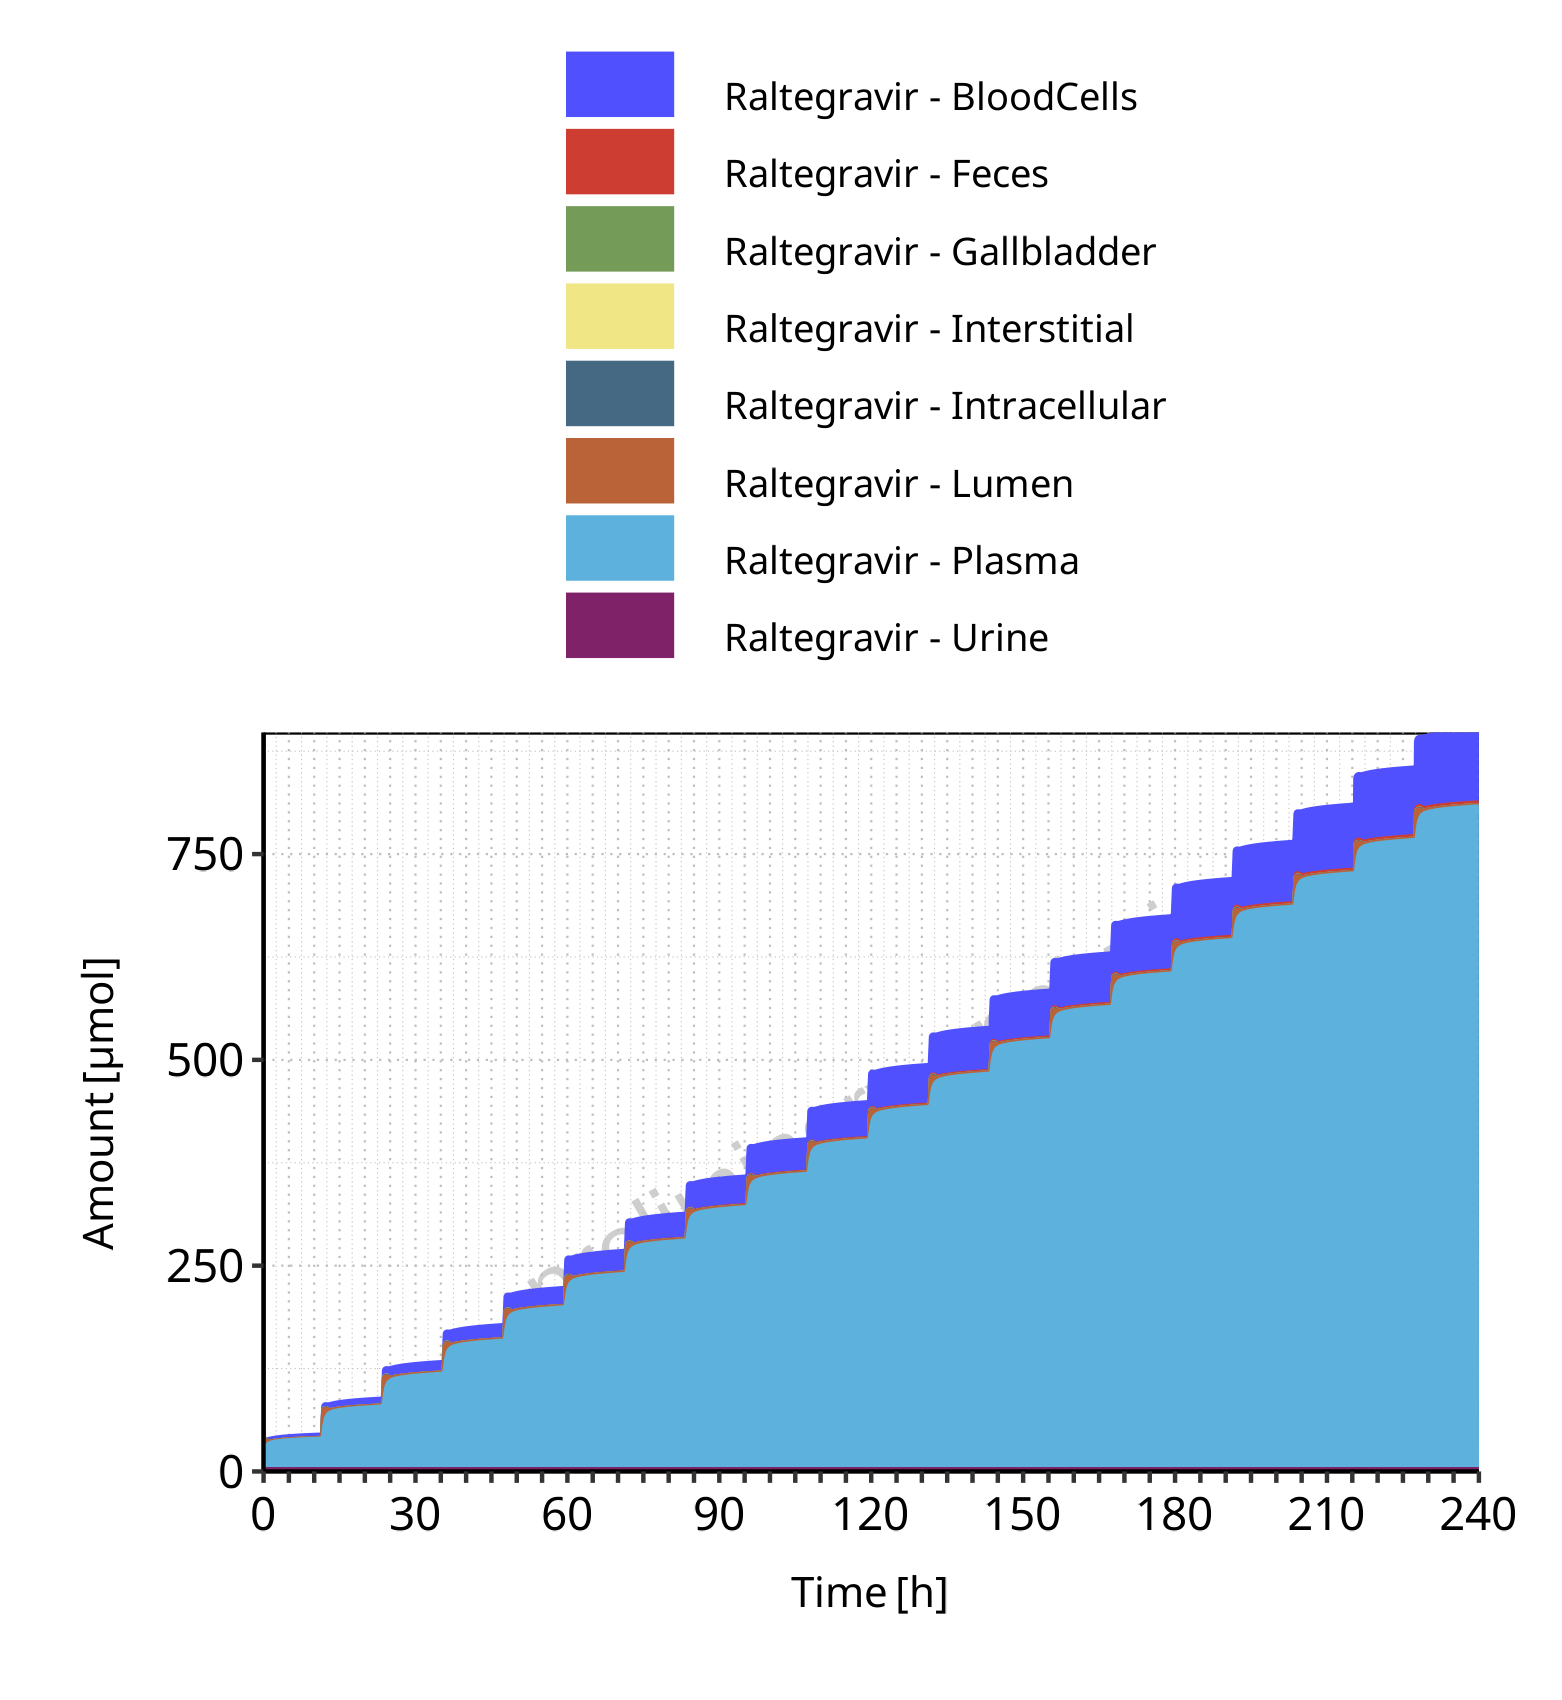 Raltegravir - BloodCells
Raltegravir - Feces
Raltegravir - Gallbladder
Raltegravir - Interstitial
Raltegravir - Intracellular
Raltegravir - Lumen
Raltegravir - Plasma
Raltegravir - Urine
750
500
250
0
Amount [µmol]
0 30 60 90 120 150 180 210 240
Time [h]